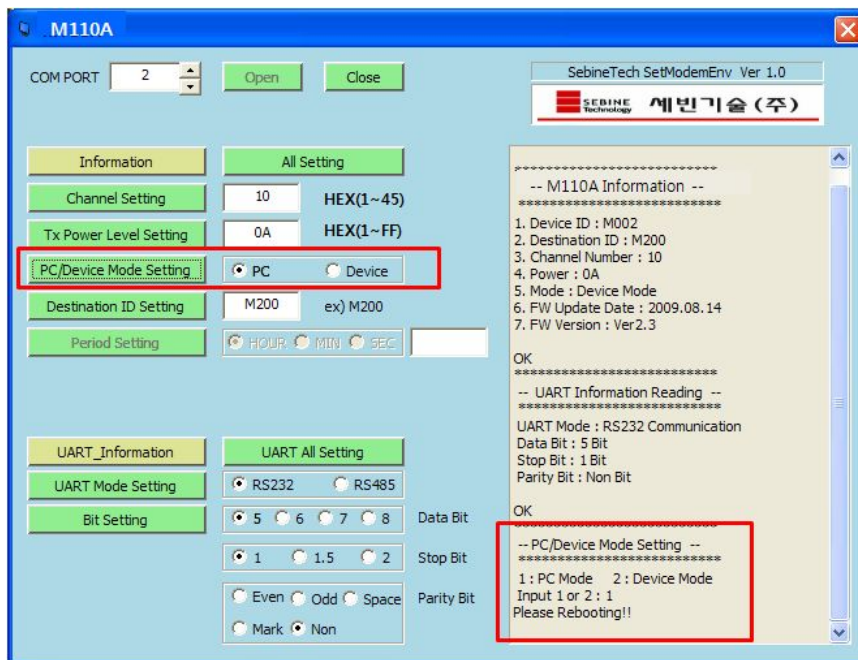 M110A
COM PORT 2 Open Close
SebineTech SetModemEnv Ver 1.0
SEBINE Technology 세빈기술(주)
Information All Setting
Channel Setting 10 HEX(1~45)
Tx Power Level Setting 0A HEX(1~FF)
PC/Device Mode Setting PC Device
Destination ID Setting M200 ex) M200
Period Setting HOUR MIN SEC
UART_Information UART All Setting
UART Mode Setting RS232 RS485
Bit Setting 5 6 7 8 Data Bit
1 1.5 2 Stop Bit
Even Odd Space Parity Bit
Mark Non
**************************
-- M110A Information --
**************************
1. Device ID : M002
2. Destination ID : M200
3. Channel Number : 10
4. Power : 0A
5. Mode : Device Mode
6. FW Update Date : 2009.08.14
7. FW Version : Ver2.3
OK
**************************
-- UART Information Reading --
**************************
UART Mode : RS232 Communication
Data Bit : 5 Bit
Stop Bit : 1 Bit
Parity Bit : Non Bit
OK
**************************
-- PC/Device Mode Setting --
**************************
1 : PC Mode 2 : Device Mode
Input 1 or 2 : 1
Please Rebooting!!